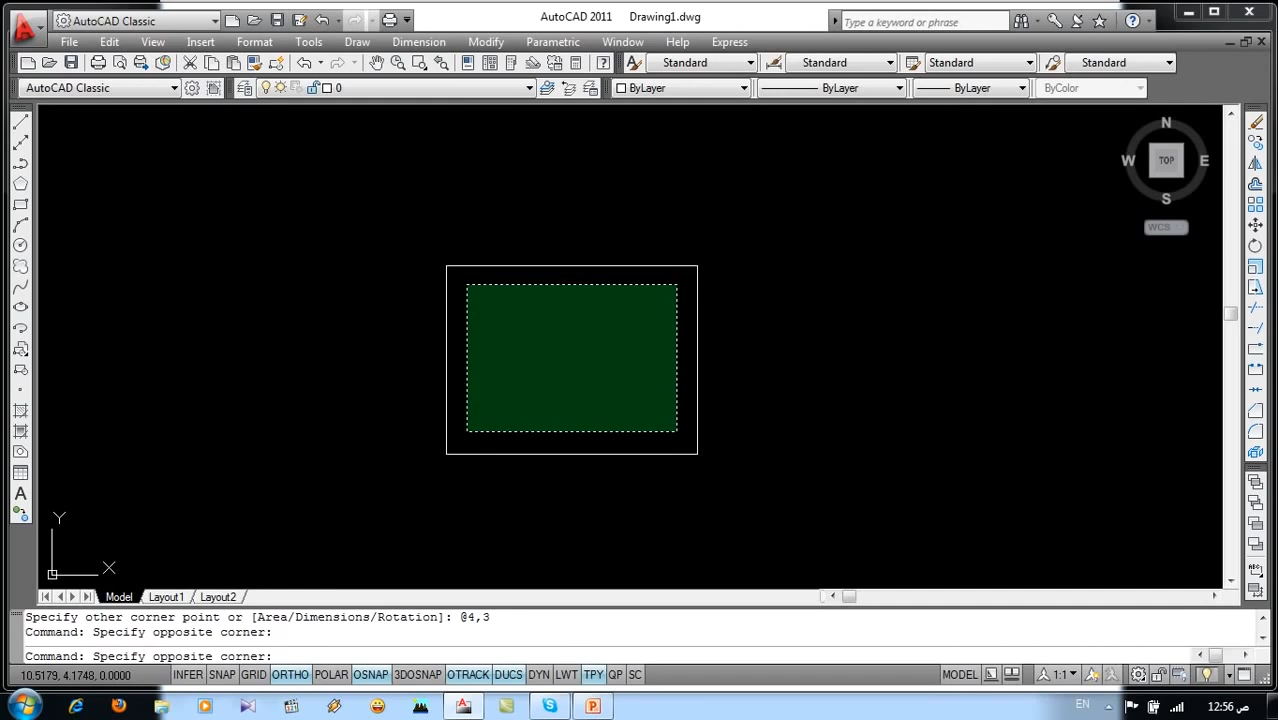 AutoCAD Classic
AutoCAD 2011 Drawing1.dwg
Type a keyword or phrase
File Edit View Insert Format Tools Draw Dimension Modify Parametric Window Help Express
Standard Standard Standard Standard
AutoCAD Classic 0 ByLayer ByLayer ByLayer ByColor
N
W TOP E
S
WCS
Y
X
Model Layout1 Layout2
Specify other corner point or [Area/Dimensions/Rotation]: @4,3
Command: Specify opposite corner:
Command: Specify opposite corner:
10.5179, 4.1748, 0.0000 INFER SNAP GRID ORTHO POLAR OSNAP 3DOSNAP OTRACK DUCS DYN LWT TPY QP SC MODEL 1:1
EN 12:56 ص